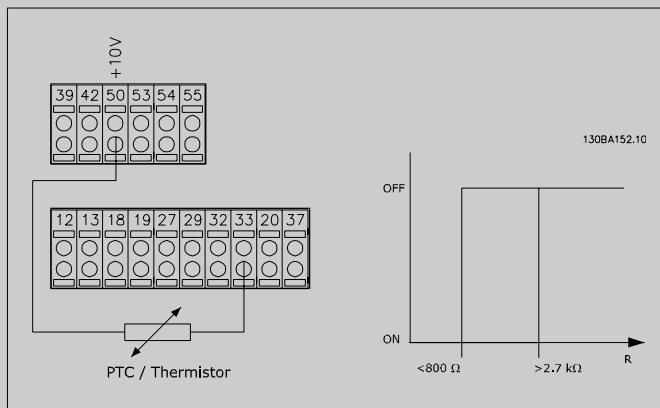 +10V
39 42 50 53 54 55
130BA152.10
OFF
12 13 18 19 27 29 32 33 20 37
ON
R
<800 Ω
>2.7 kΩ
PTC / Thermistor